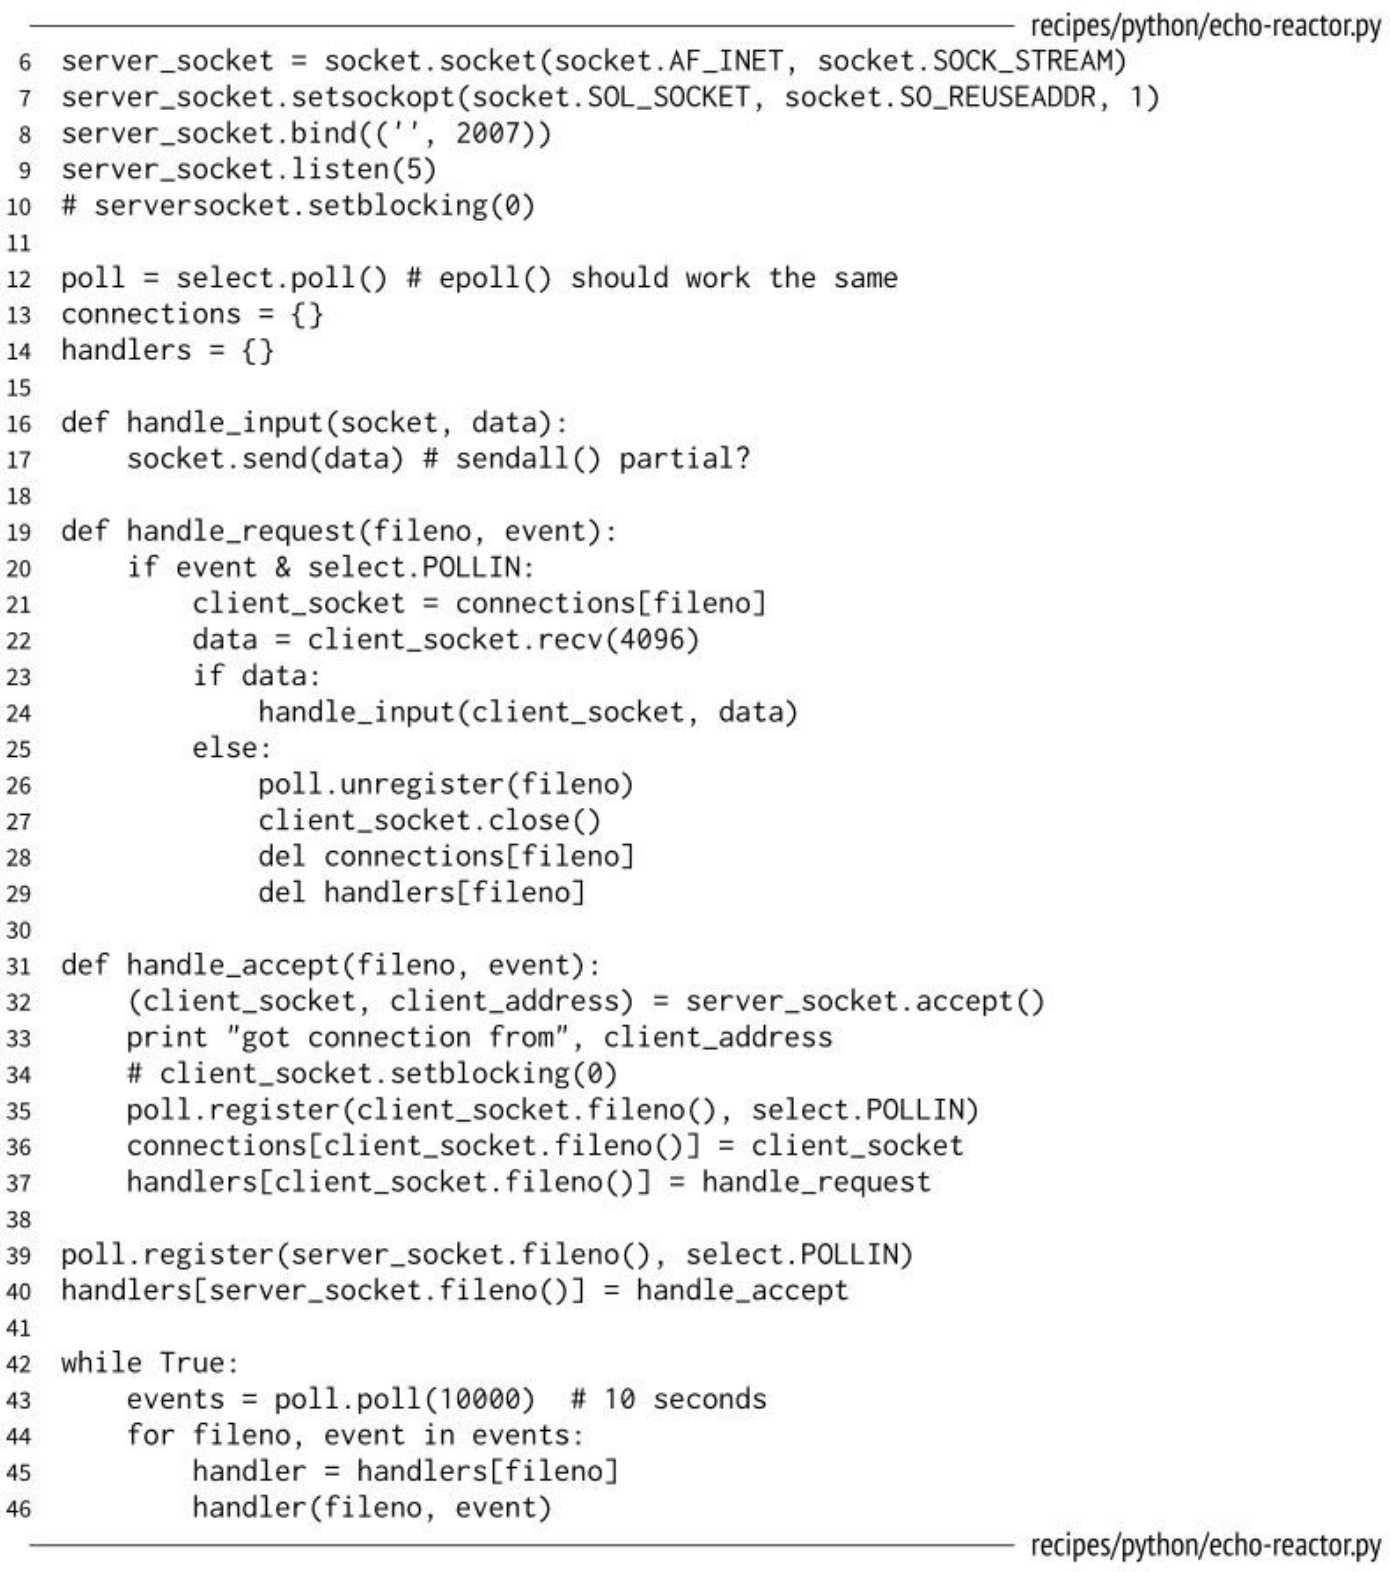 recipes/python/echo-reactor.py
6 server_socket = socket.socket(socket.AF_INET, socket.SOCK_STREAM)
7 server_socket.setsockopt(socket.SOL_SOCKET, socket.SO_REUSEADDR, 1)
8 server_socket.bind(('', 2007))
9 server_socket.listen(5)
10 # serversocket.setblocking(0)
11
12 poll = select.poll() # epoll() should work the same
13 connections = {}
14 handlers = {}
15
16 def handle_input(socket, data):
17     socket.send(data) # sendall() partial?
18
19 def handle_request(fileno, event):
20     if event & select.POLLIN:
21         client_socket = connections[fileno]
22         data = client_socket.recv(4096)
23         if data:
24             handle_input(client_socket, data)
25         else:
26             poll.unregister(fileno)
27             client_socket.close()
28             del connections[fileno]
29             del handlers[fileno]
30
31 def handle_accept(fileno, event):
32     (client_socket, client_address) = server_socket.accept()
33     print "got connection from", client_address
34     # client_socket.setblocking(0)
35     poll.register(client_socket.fileno(), select.POLLIN)
36     connections[client_socket.fileno()] = client_socket
37     handlers[client_socket.fileno()] = handle_request
38
39 poll.register(server_socket.fileno(), select.POLLIN)
40 handlers[server_socket.fileno()] = handle_accept
41
42 while True:
43     events = poll.poll(10000)  # 10 seconds
44     for fileno, event in events:
45         handler = handlers[fileno]
46         handler(fileno, event)
recipes/python/echo-reactor.py